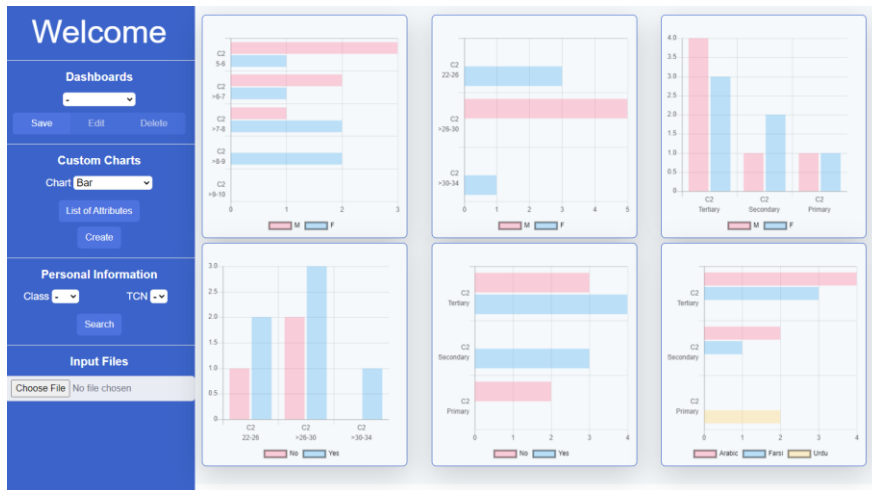 Welcome
Dashboards
-
Save Edit Delete
Custom Charts
Chart Bar
List of Attributes
Create
Personal Information
Class - TCN -
Search
Input Files
Choose File No file chosen
C2
5-6
C2
>6-7
C2
>7-8
C2
>8-9
C2
>9-10
0 1 2 3
M F
C2
22-26
C2
>26-30
C2
>30-34
0 1 2 3 4 5
M F
4.0
3.5
3.0
2.5
2.0
1.5
1.0
0.5
0
C2 C2 C2
Tertiary Secondary Primary
M F
3.0
2.5
2.0
1.5
1.0
0.5
0
C2 C2 C2
22-26 >26-30 >30-34
No Yes
C2
Tertiary
C2
Secondary
C2
Primary
0 1 2 3 4
No Yes
C2
Tertiary
C2
Secondary
C2
Primary
0 1 2 3 4
Arabic Farsi Urdu